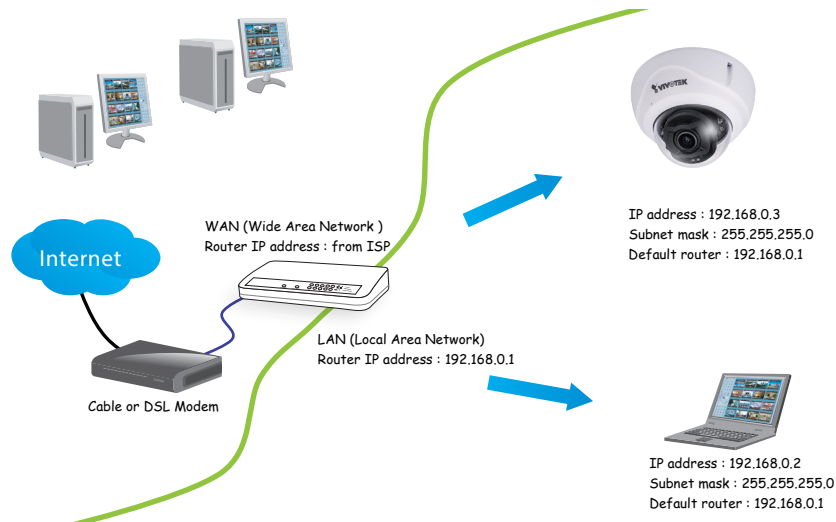 VIVOTEK
IP address : 192.168.0.3
Subnet mask : 255.255.255.0
Default router : 192.168.0.1
WAN (Wide Area Network )
Router IP address : from ISP
Internet
LAN (Local Area Network)
Router IP address : 192.168.0.1
Cable or DSL Modem
IP address : 192.168.0.2
Subnet mask : 255.255.255.0
Default router : 192.168.0.1